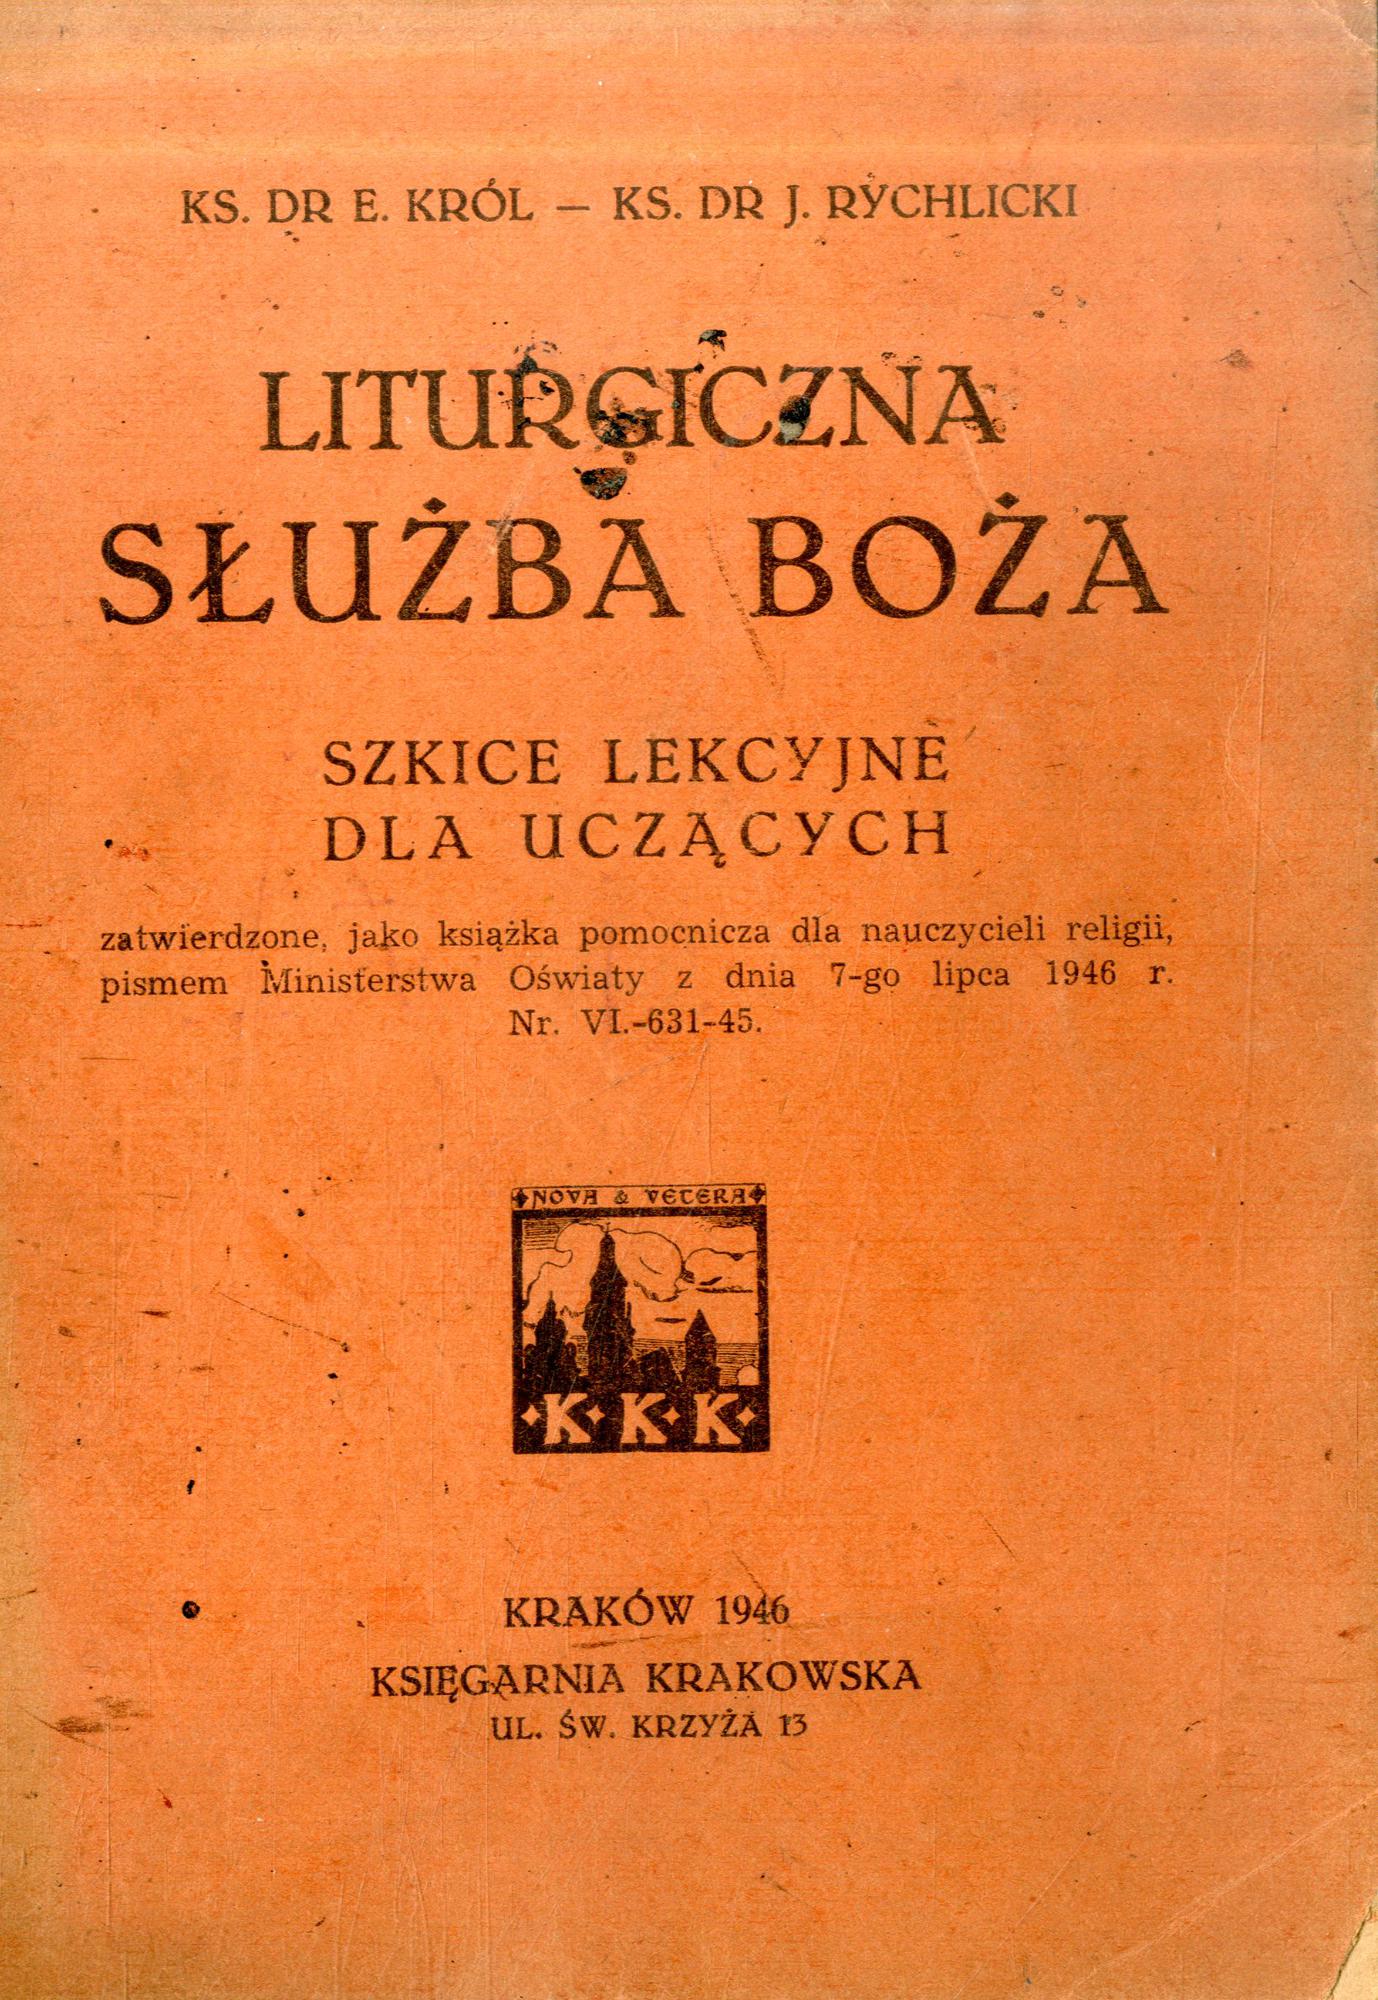 KS. DR E. KRÓL — KS. DR J. RYCHLICKI
LITURGICZNA
SŁUŻBA BOŻA
SZKICE LEKCYJNE
DLA UCZĄCYCH
zatwierdzone, jako książka pomocnicza dla nauczycieli religii,
pismem Ministerstwa Oświaty z dnia 7-go lipca 1946 r.
Nr. VI.-631-45.
NOVA & VETERA
K K K
KRAKÓW 1946
KSIĘGARNIA KRAKOWSKA
UL. ŚW. KRZYŻA 13